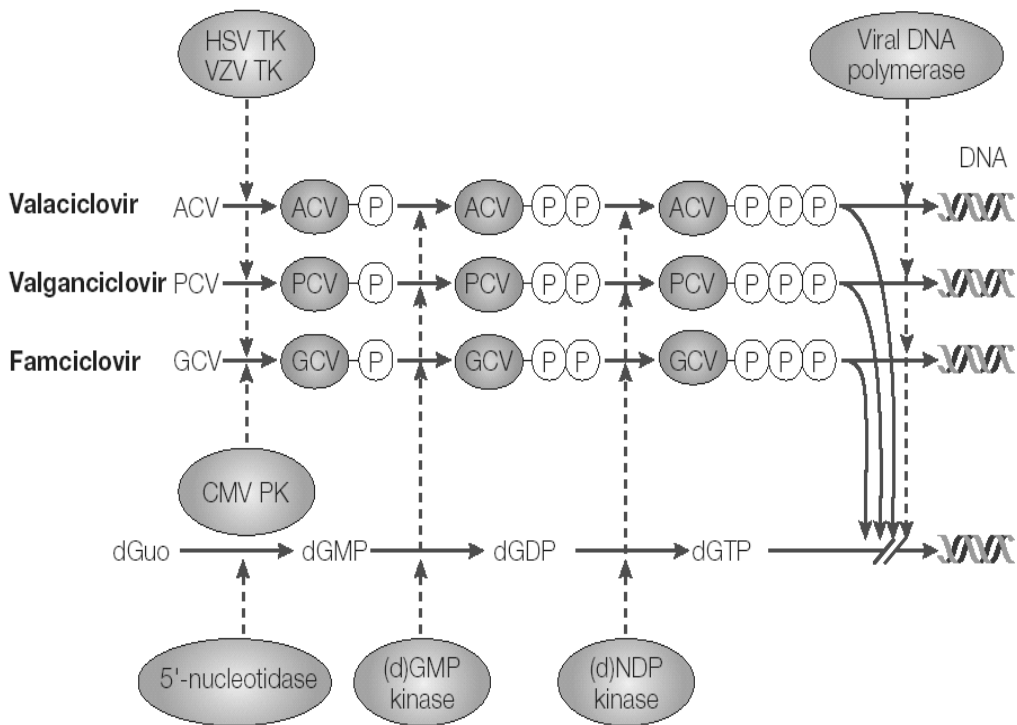 HSV TK
VZV TK
Viral DNA
polymerase
DNA
Valaciclovir ACV ACV P ACV P P ACV P P P
Valganciclovir PCV PCV P PCV P P PCV P P P
Famciclovir GCV GCV P GCV P P GCV P P P
CMV PK
dGuo dGMP dGDP dGTP
5'-nucleotidase
(d)GMP
kinase
(d)NDP
kinase